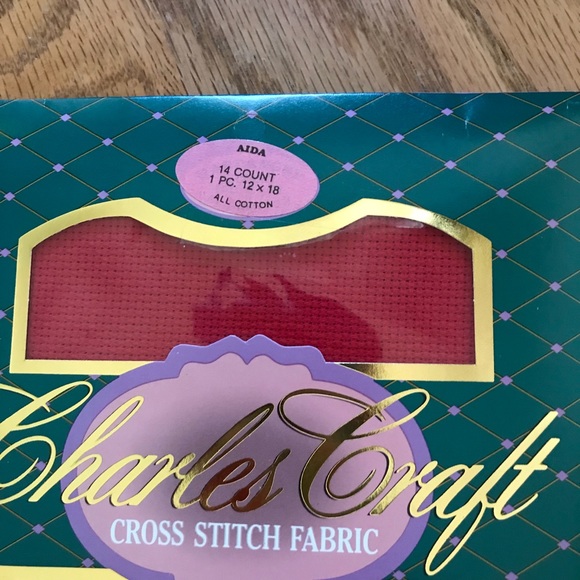 AIDA
14 COUNT
1 PC. 12 x 18
ALL COTTON
Charles Craft
CROSS STITCH FABRIC